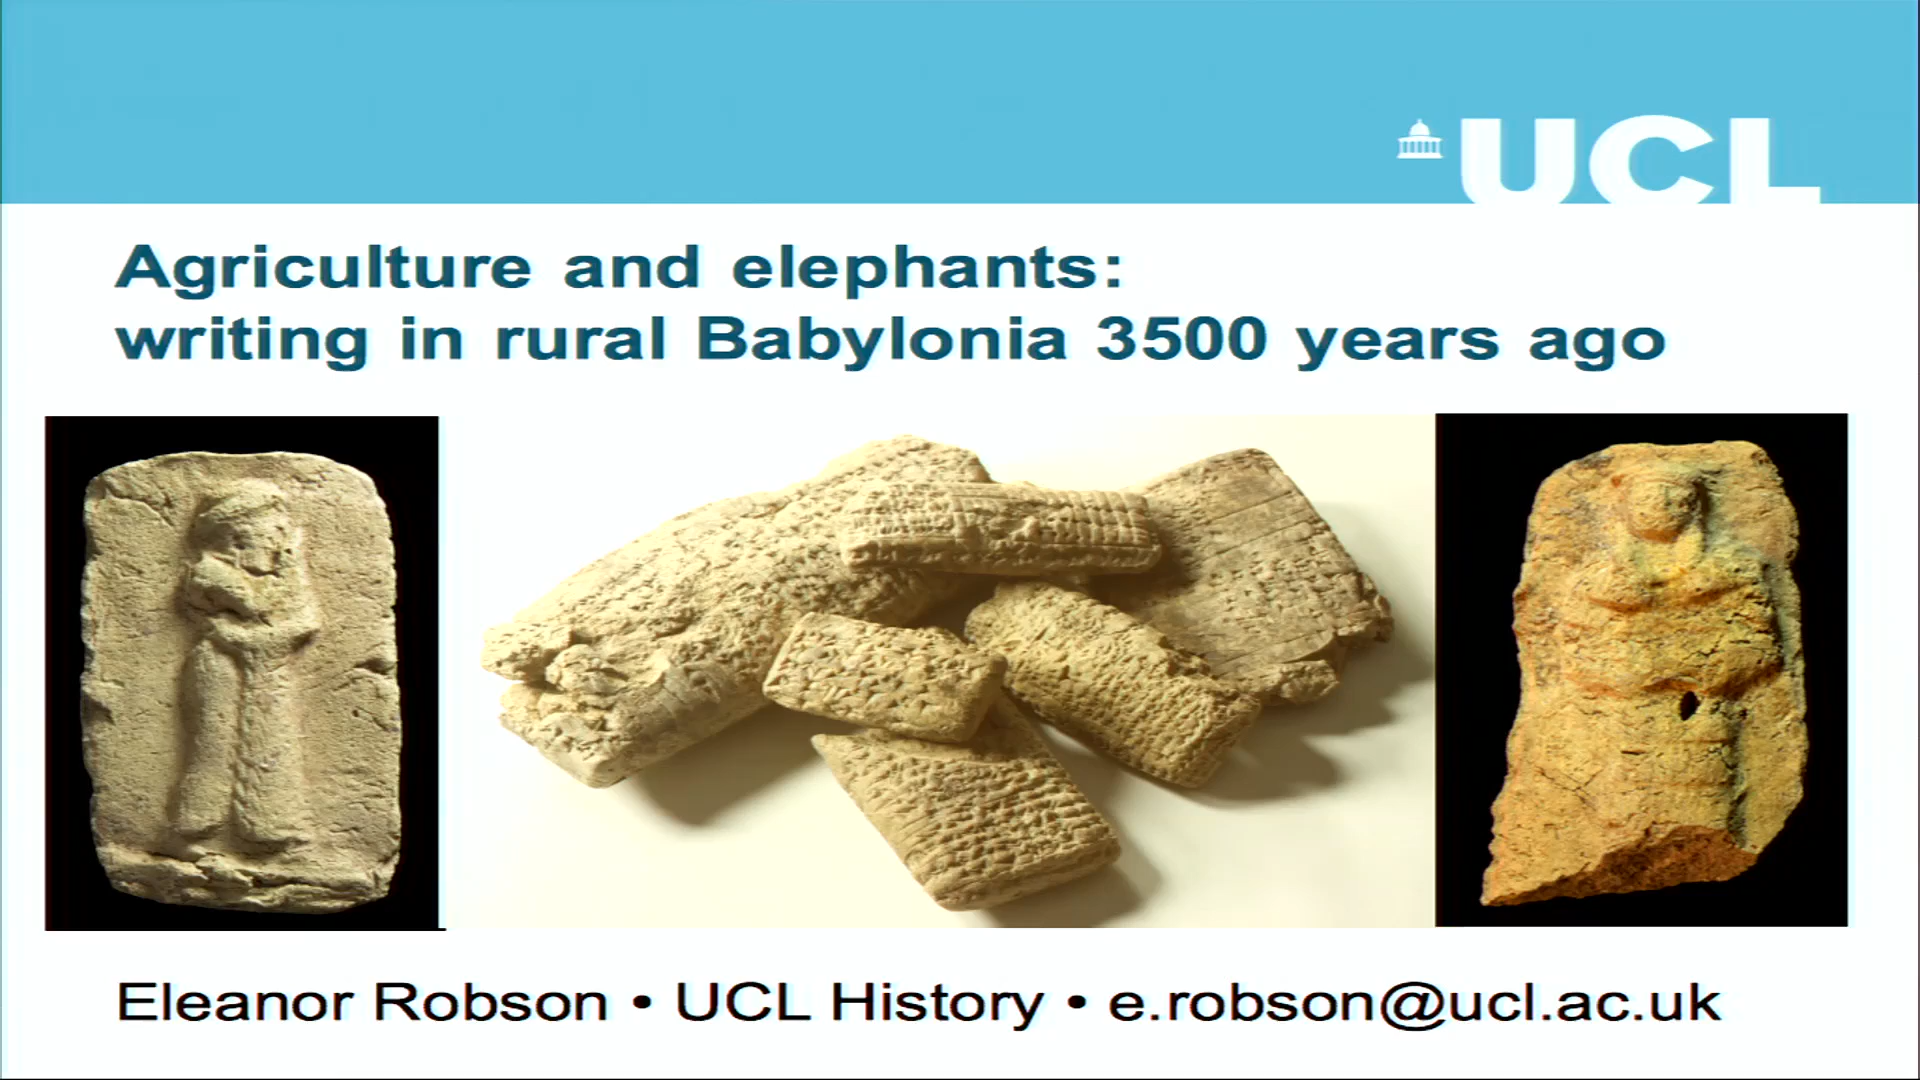 UCL
Agriculture and elephants:
writing in rural Babylonia 3500 years ago
Eleanor Robson • UCL History • e.robson@ucl.ac.uk